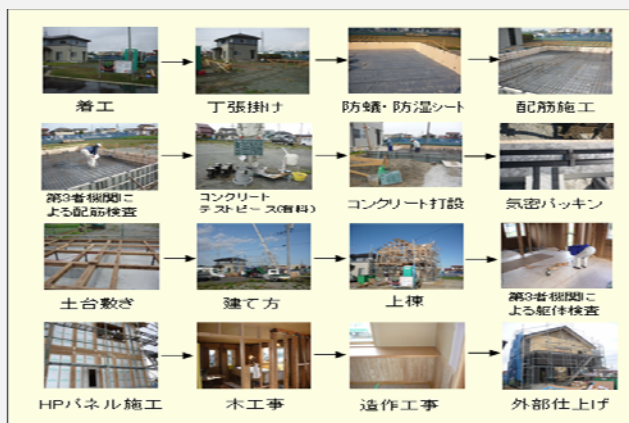 着工
丁張掛け
防蟻・防湿シート
配筋施工
第3者機関に
よる配筋検査
コンクリート
テストピース(有料)
コンクリート打設
気密パッキン
土台敷き
建て方
上棟
第3者機関に
よる躯体検査
HPパネル施工
木工事
造作工事
外部仕上げ